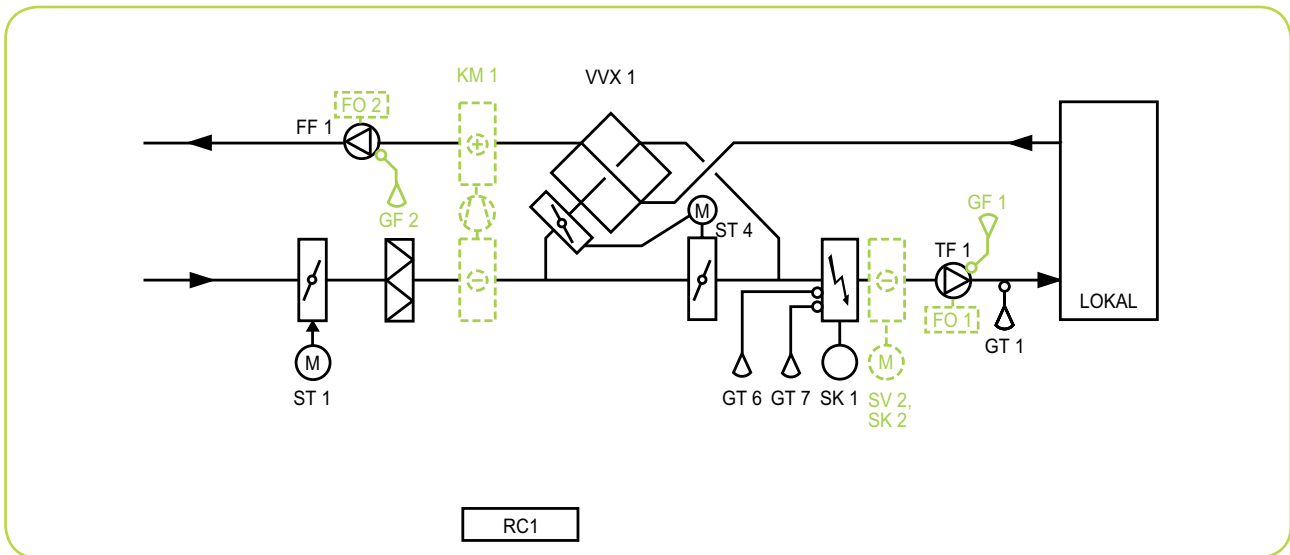 KM 1
VVX 1
FO 2
FF 1
GF 2
M
ST 4
GF 1
TF 1
FO 1
LOKAL
GT 1
M
ST 1
GT 6
GT 7
SK 1
M
SV 2,
SK 2
RC1